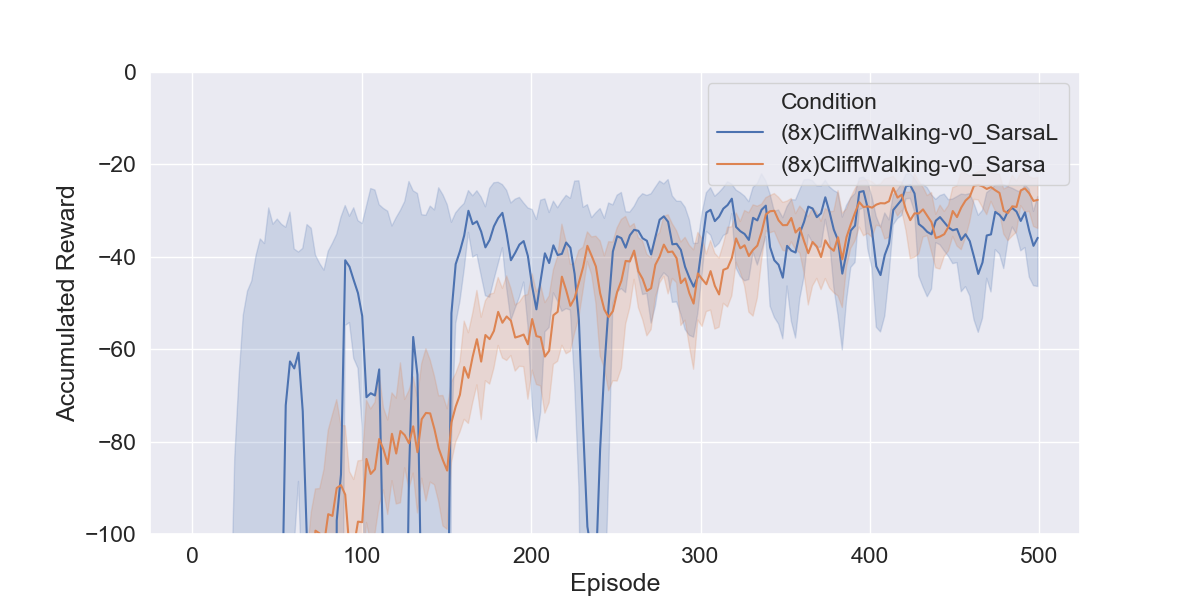 Condition
(8x)CliffWalking-v0_SarsaL
(8x)CliffWalking-v0_Sarsa
Accumulated Reward
0
−20
−40
−60
−80
−100
0 100 200 300 400 500
Episode